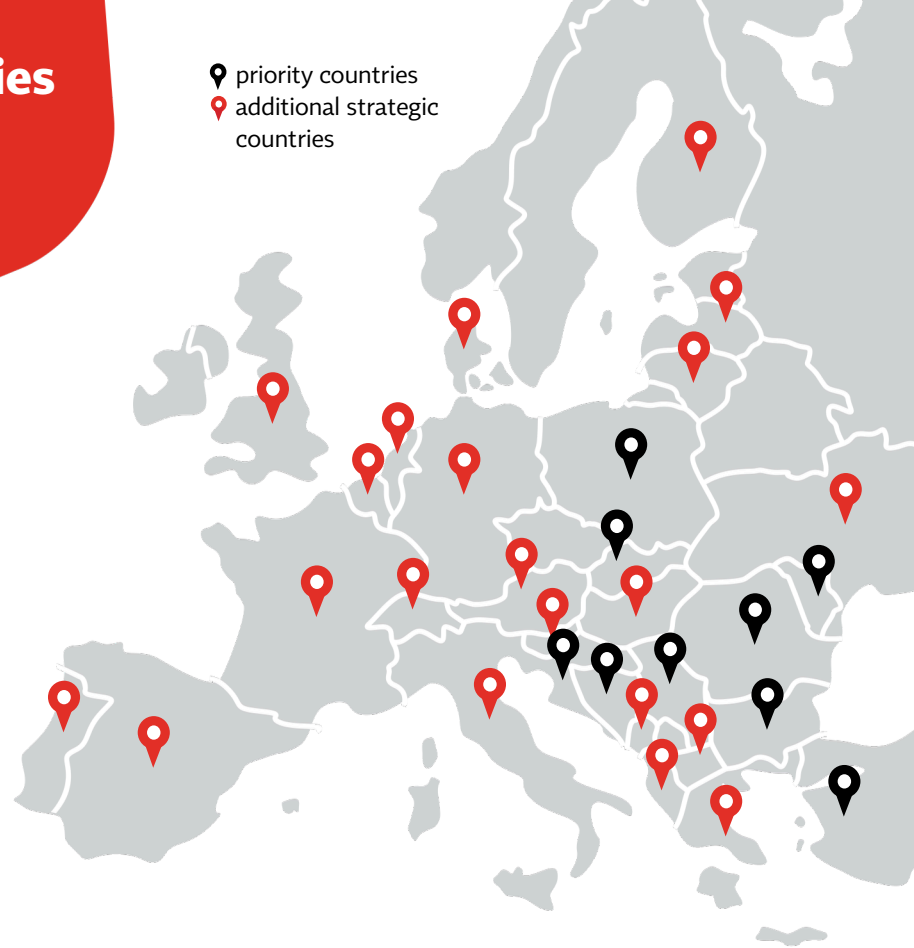 ies
priority countries
additional strategic
countries